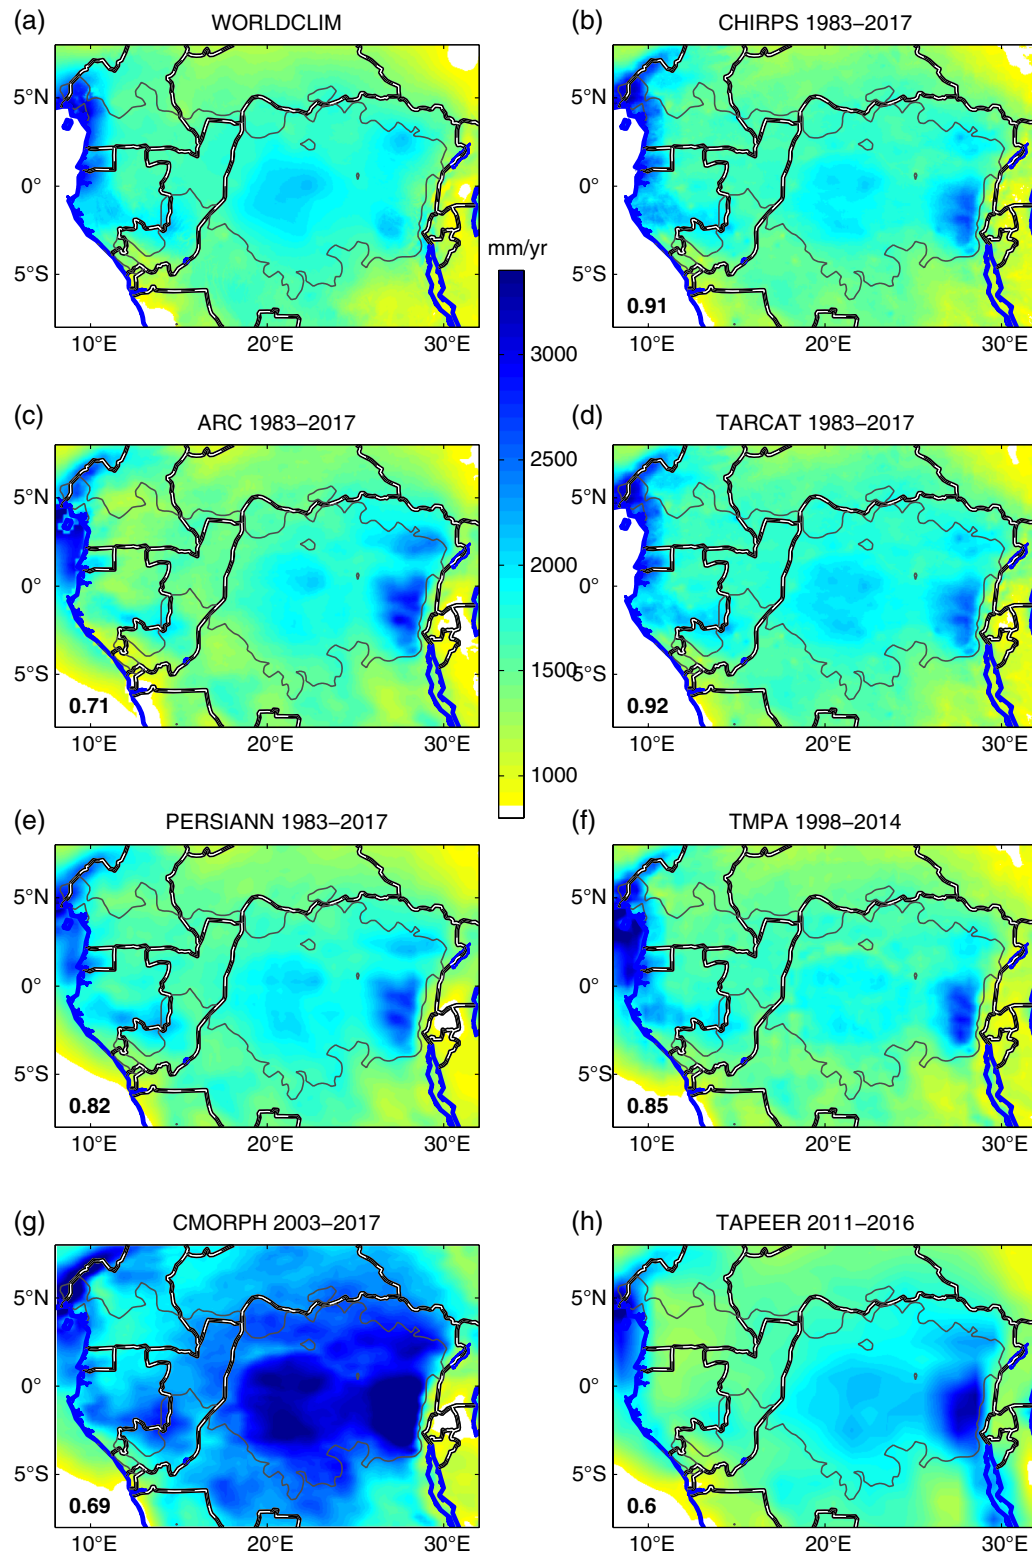 (a) WORLDCLIM
(b) CHIRPS 1983–2017
5°N
0°
5°S
10°E 20°E 30°E
5°N
0°
5°S
0.91
10°E 20°E 30°E
mm/yr
3000
2500
2000
1500
1000
(c) ARC 1983–2017
(d) TARCAT 1983–2017
5°N
0°
5°S
0.71
10°E 20°E 30°E
5°N
0°
5°S
0.92
10°E 20°E 30°E
(e) PERSIANN 1983–2017
(f) TMPA 1998–2014
5°N
0°
5°S
0.82
10°E 20°E 30°E
5°N
0°
5°S
0.85
10°E 20°E 30°E
(g) CMORPH 2003–2017
(h) TAPEER 2011–2016
5°N
0°
5°S
0.69
10°E 20°E 30°E
5°N
0°
5°S
0.6
10°E 20°E 30°E